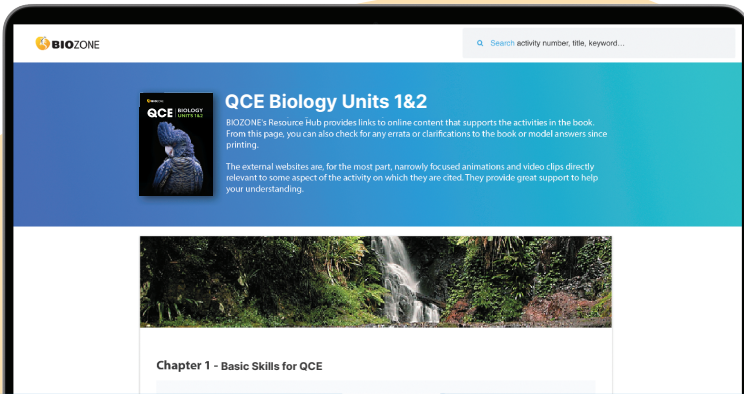 BIOZONE
Search activity number, title, keyword...
BIOZONE
QCE BIOLOGY
UNITS 1&2
QCE Biology Units 1&2
BIOZONE's Resource Hub provides links to online content that supports the activities in the book.
From this page, you can also check for any errata or clarifications to the book or model answers since
printing.
The external websites are, for the most part, narrowly focused animations and video clips directly
relevant to some aspect of the activity on which they are cited. They provide great support to help
your understanding.
Chapter 1 - Basic Skills for QCE